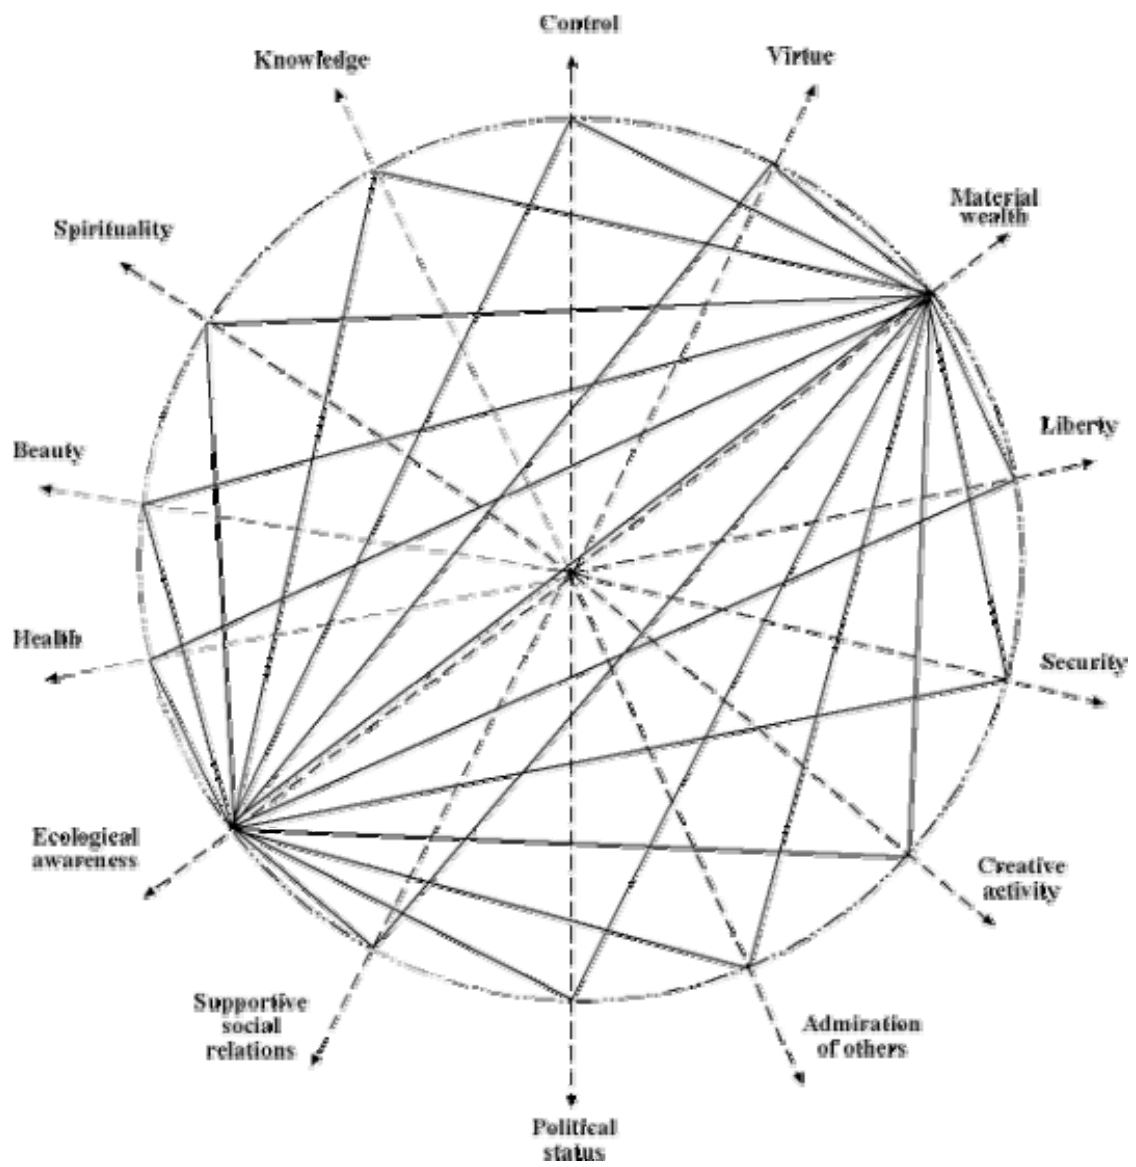 Control
Knowledge
Virtue
Material
wealth
Spirituality
Liberty
Beauty
Health
Security
Ecological
awareness
Creative
activity
Supportive
social
relations
Admiration
of others
Political
status